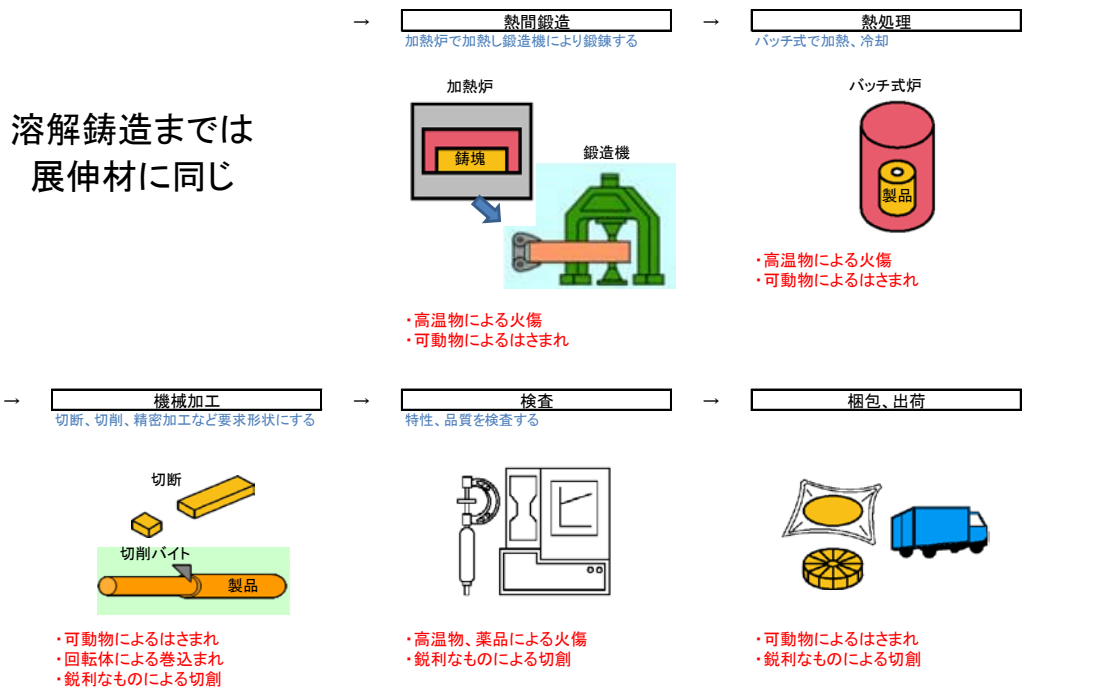 溶解鋳造までは
展伸材に同じ
→
熱間鍛造
加熱炉で加熱し鍛造機により鍛錬する
加熱炉
鋳塊
鍛造機
・高温物による火傷
・可動物によるはさまれ
→
熱処理
バッチ式で加熱、冷却
バッチ式炉
製品
・高温物による火傷
・可動物によるはさまれ
→
機械加工
切断、切削、精密加工など要求形状にする
切断
切削バイト
製品
・可動物によるはさまれ
・回転体による巻込まれ
・鋭利なものによる切創
→
検査
特性、品質を検査する
・高温物、薬品による火傷
・鋭利なものによる切創
→
梱包、出荷
・可動物によるはさまれ
・鋭利なものによる切創